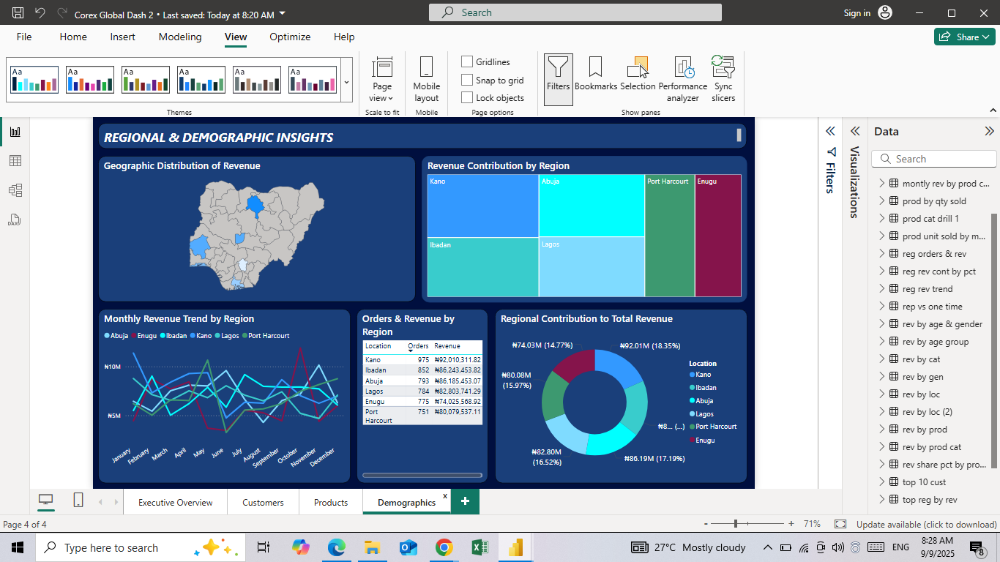 Corex Global Dash 2 • Last saved: Today at 8:20 AM
Search
Sign in
File
Home
Insert
Modeling
View
Optimize
Help
Share
Aa
Aa
Aa
Aa
Aa
Aa
Themes
Page view
Scale to fit
Mobile layout
Mobile
Gridlines
Snap to grid
Lock objects
Page options
Filters
Bookmarks
Selection
Performance analyzer
Sync slicers
Show panes
REGIONAL & DEMOGRAPHIC INSIGHTS
Geographic Distribution of Revenue
Revenue Contribution by Region
Kano
Abuja
Port Harcourt
Enugu
Ibadan
Lagos
Monthly Revenue Trend by Region
Abuja Enugu Ibadan Kano Lagos Port Harcourt
₦10M
₦5M
January
February
March
April
May
June
July
August
September
October
November
December
Orders & Revenue by
Region
Location Orders Revenue
Kano 975 ₦92,010,311.82
Ibadan 852 ₦86,243,453.82
Abuja 793 ₦86,185,453.07
Lagos 784 ₦82,803,741.29
Enugu 775 ₦74,025,568.92
Port Harcourt 751 ₦80,079,537.11
Regional Contribution to Total Revenue
₦74.03M (14.77%)
₦92.01M (18.35%)
₦80.08M
(15.97%)
₦8... (...)
₦82.80M
(16.52%)
₦86.19M (17.19%)
Location
Kano
Ibadan
Abuja
Lagos
Port Harcourt
Enugu
Filters
Visualizations
Data
Search
montly rev by prod c...
prod by qty sold
prod cat drill 1
prod unit sold by m...
reg orders & rev
reg rev cont by pct
reg rev trend
rep vs one time
rev by age & gender
rev by age group
rev by cat
rev by gen
rev by loc
rev by loc (2)
rev by prod
rev by prod cat
rev share pct by pro...
top 10 cust
top reg by rev
DAX
Executive Overview
Customers
Products
Demographics
x
+
Page 4 of 4
- + 71%
Update available (click to download)
Type here to search
27°C Mostly cloudy
ENG
8:28 AM
9/9/2025
8